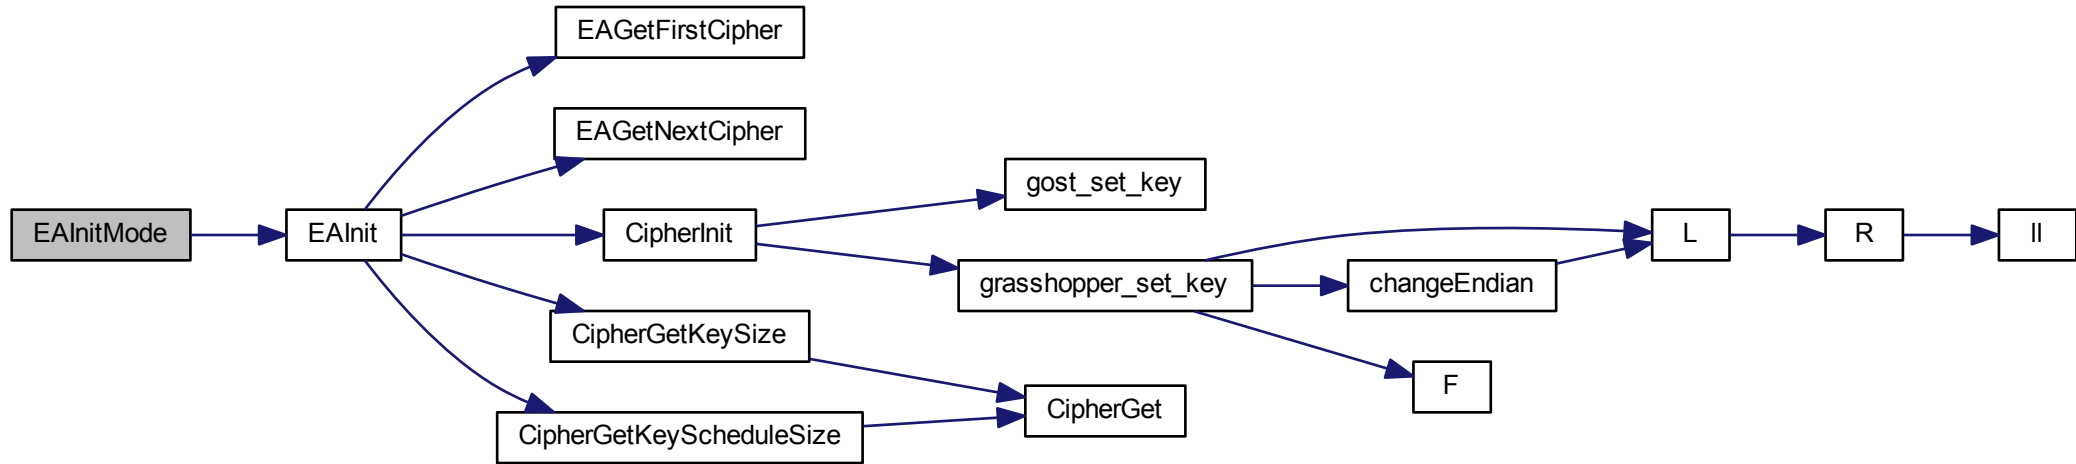 EAGetFirstCipher
EAGetNextCipher
gost_set_key
EAInitMode
EAInit
CipherInit
L
R
ll
grasshopper_set_key
changeEndian
CipherGetKeySize
F
CipherGet
CipherGetKeyScheduleSize